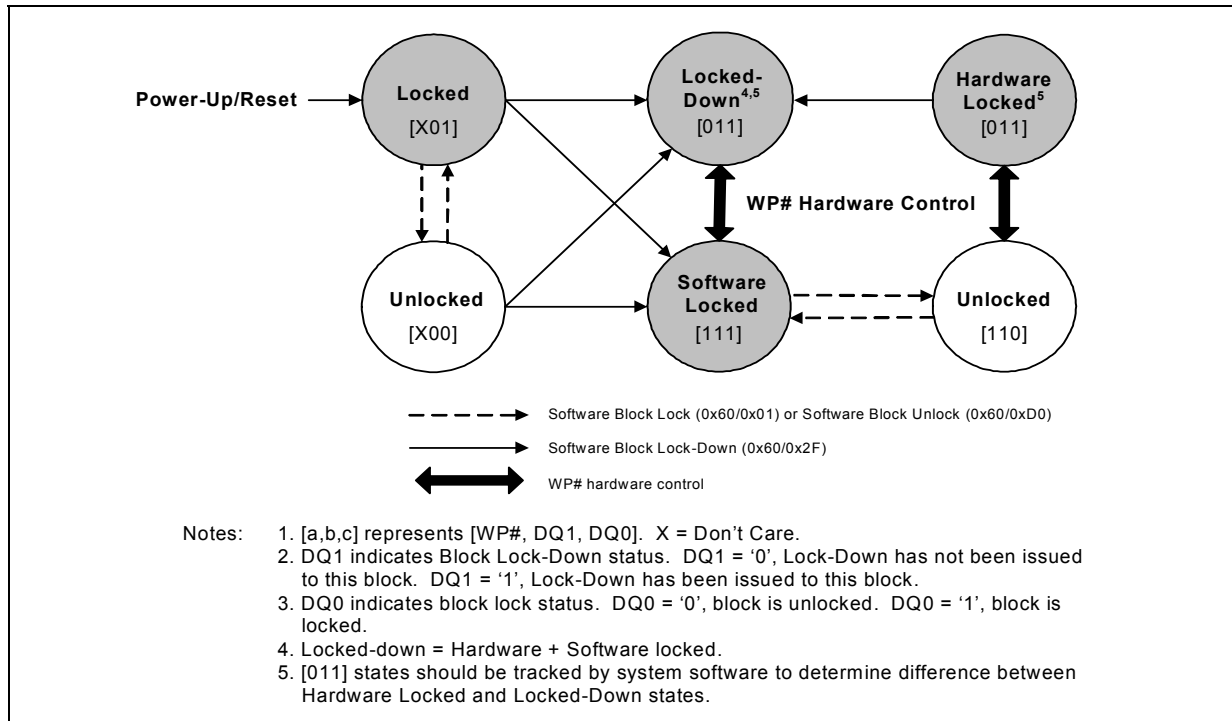 Power-Up/Reset
Locked
[X01]
Locked-
Down4,5
[011]
Hardware
Locked5
[011]
WP# Hardware Control
Unlocked
[X00]
Software
Locked
[111]
Unlocked
[110]
Software Block Lock (0x60/0x01) or Software Block Unlock (0x60/0xD0)
Software Block Lock-Down (0x60/0x2F)
WP# hardware control
Notes: 1. [a,b,c] represents [WP#, DQ1, DQ0]. X = Don't Care.
2. DQ1 indicates Block Lock-Down status. DQ1 = ‘0’, Lock-Down has not been issued
to this block. DQ1 = ‘1’, Lock-Down has been issued to this block.
3. DQ0 indicates block lock status. DQ0 = ‘0’, block is unlocked. DQ0 = ‘1’, block is
locked.
4. Locked-down = Hardware + Software locked.
5. [011] states should be tracked by system software to determine difference between
Hardware Locked and Locked-Down states.